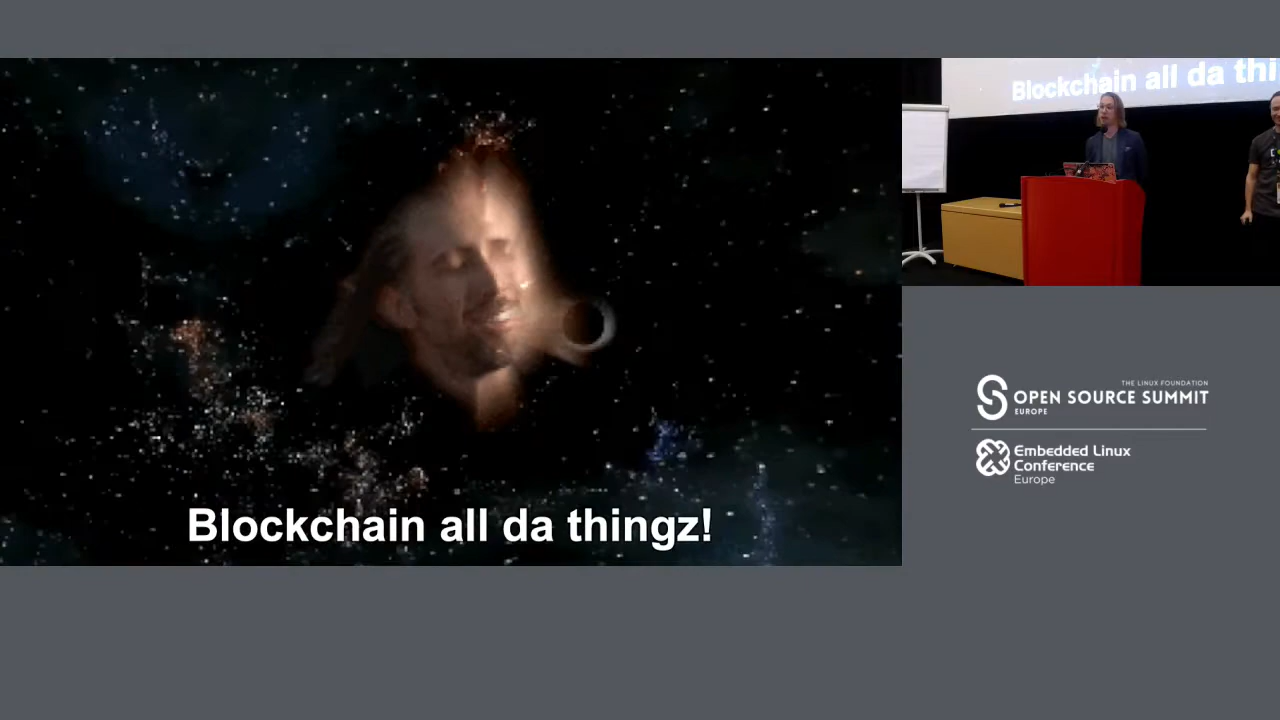 Blockchain all da thingz!
Blockchain all da thi
THE LINUX FOUNDATION
OPEN SOURCE SUMMIT
EUROPE
Embedded Linux
Conference
Europe